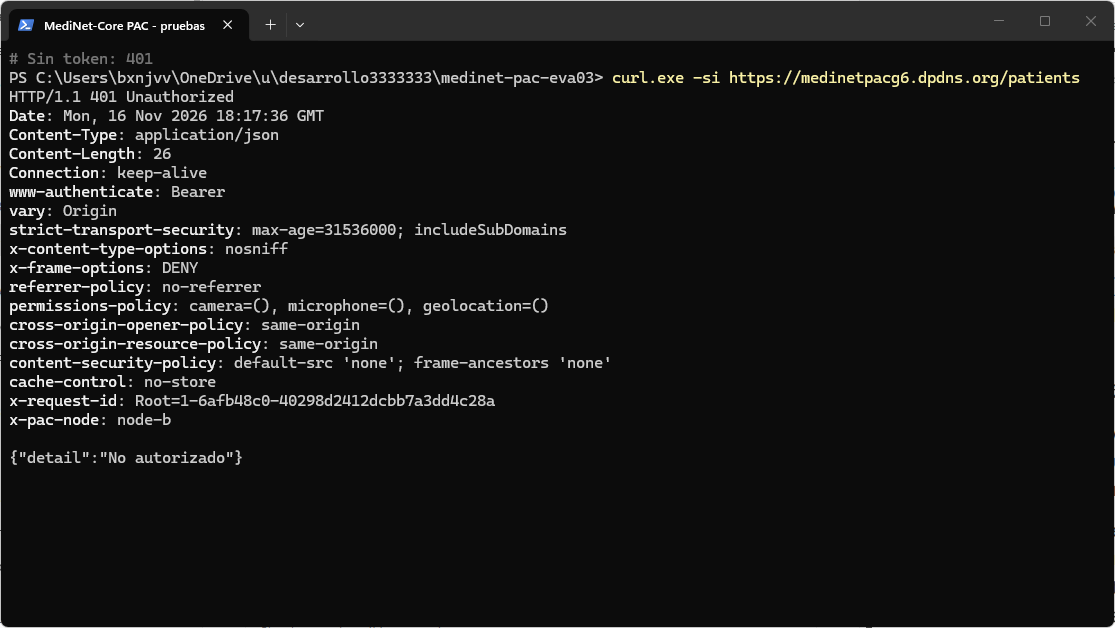 MediNet-Core PAC - pruebas
# Sin token: 401
PS C:\Users\bxnjvv\OneDrive\u\desarrollo3333333\medinet-pac-eva03> curl.exe -si https://medinetpacg6.dpdns.org/patients
HTTP/1.1 401 Unauthorized
Date: Mon, 16 Nov 2026 18:17:36 GMT
Content-Type: application/json
Content-Length: 26
Connection: keep-alive
www-authenticate: Bearer
vary: Origin
strict-transport-security: max-age=31536000; includeSubDomains
x-content-type-options: nosniff
x-frame-options: DENY
referrer-policy: no-referrer
permissions-policy: camera=(), microphone=(), geolocation=()
cross-origin-opener-policy: same-origin
cross-origin-resource-policy: same-origin
content-security-policy: default-src 'none'; frame-ancestors 'none'
cache-control: no-store
x-request-id: Root=1-6afb48c0-40298d2412dcbb7a3dd4c28a
x-pac-node: node-b
{"detail":"No autorizado"}